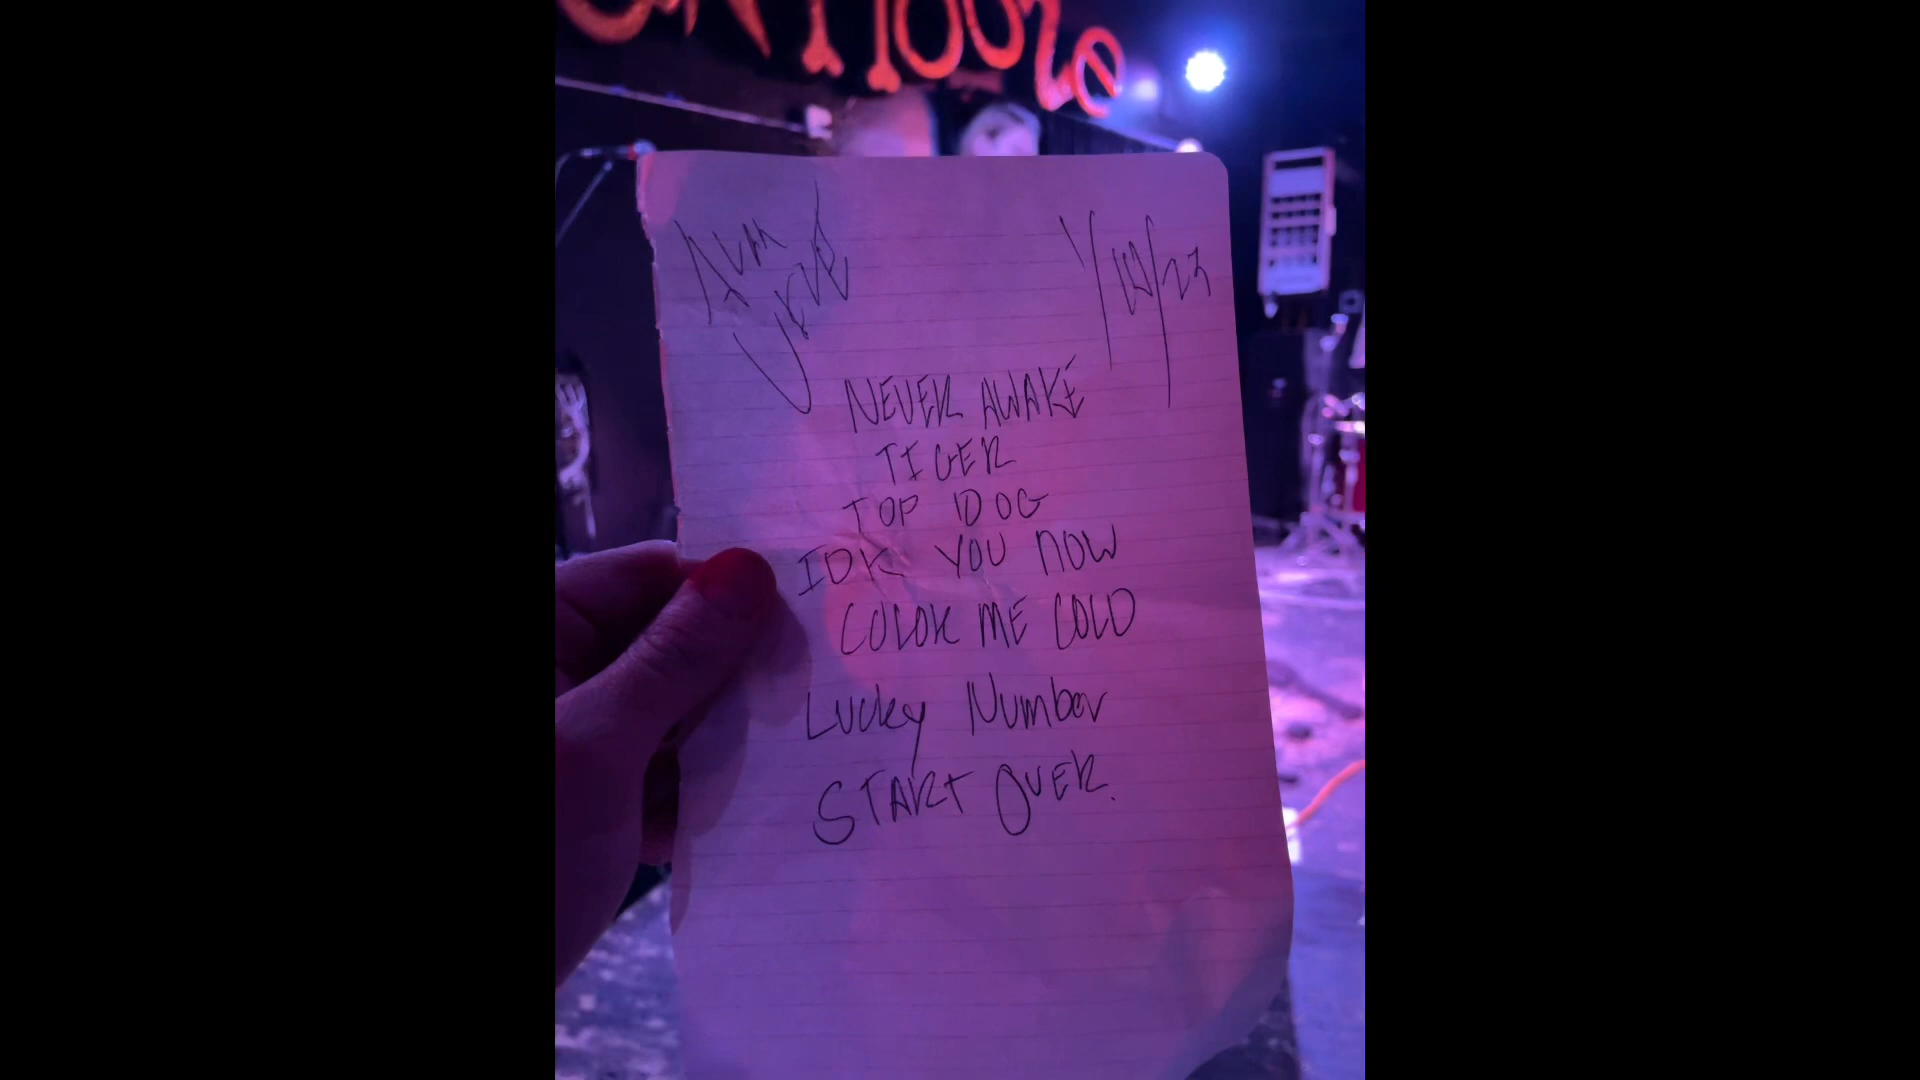 NEVER AWAKE
TIGER
TOP DOG
IDK YOU NOW
COLOR ME COLD
Lucky Number
START OVER.